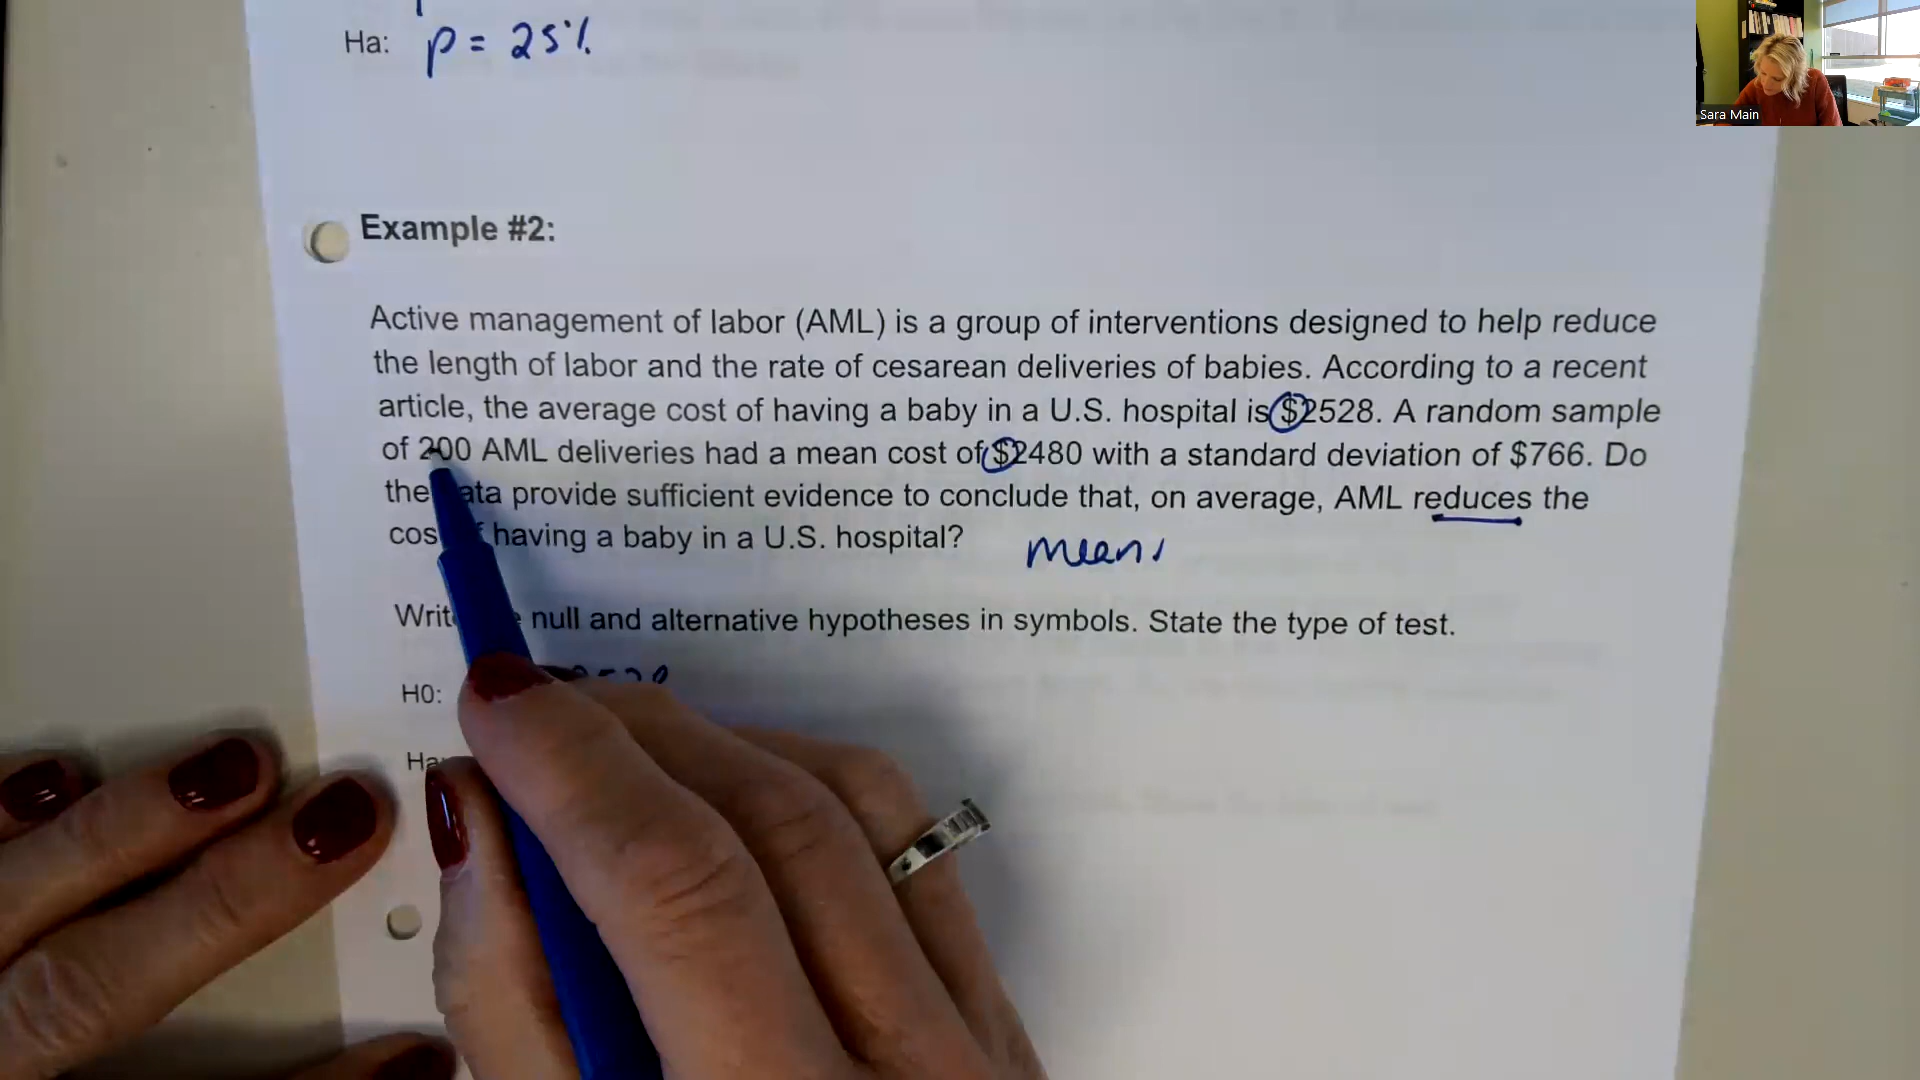 Ha: p = 25%
Sara Main
Example #2:
Active management of labor (AML) is a group of interventions designed to help reduce
the length of labor and the rate of cesarean deliveries of babies. According to a recent
article, the average cost of having a baby in a U.S. hospital is $2528. A random sample
of 200 AML deliveries had a mean cost of $2480 with a standard deviation of $766. Do
the data provide sufficient evidence to conclude that, on average, AML reduces the
having a baby in a U.S. hospital? means
null and alternative hypotheses in symbols. State the type of test.
H0: 2528
Ha: